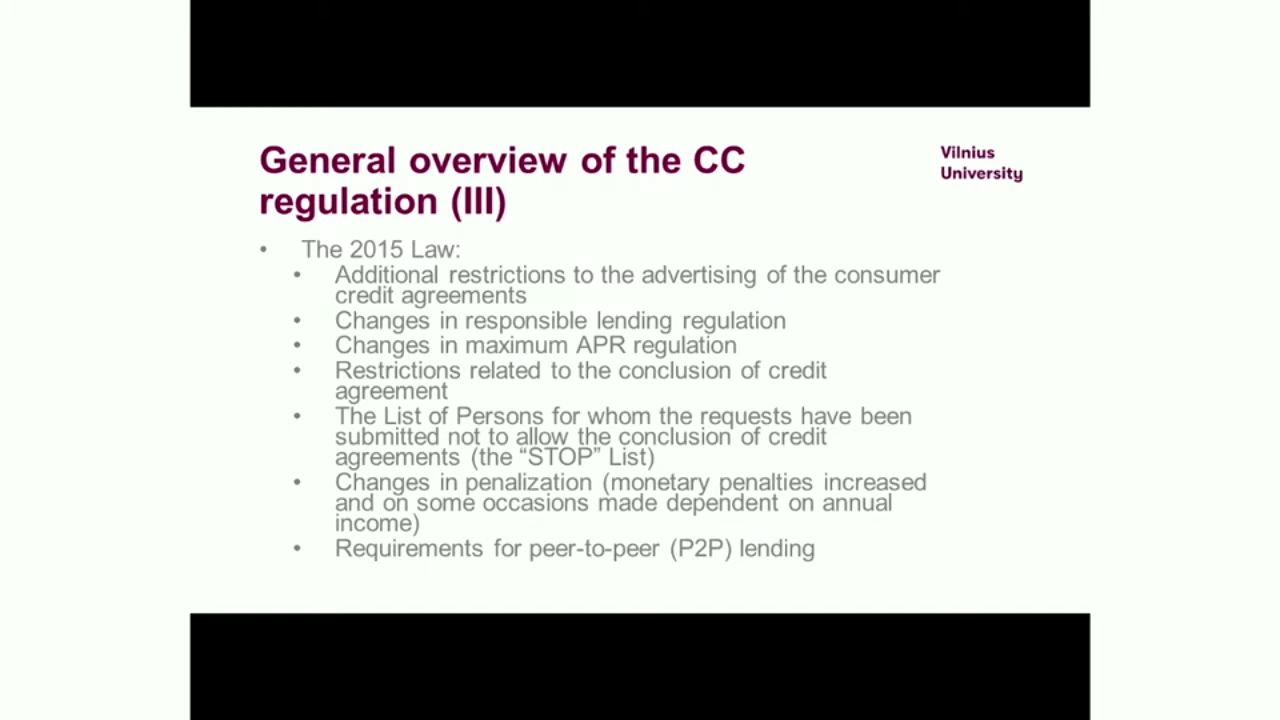 General overview of the CC
regulation (III)
Vilnius
University
• The 2015 Law:
• Additional restrictions to the advertising of the consumer
credit agreements
• Changes in responsible lending regulation
• Changes in maximum APR regulation
• Restrictions related to the conclusion of credit
agreement
• The List of Persons for whom the requests have been
submitted not to allow the conclusion of credit
agreements (the “STOP” List)
• Changes in penalization (monetary penalties increased
and on some occasions made dependent on annual
income)
• Requirements for peer-to-peer (P2P) lending